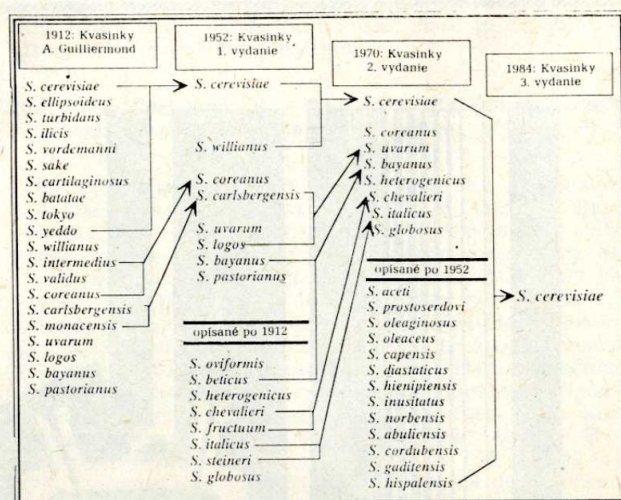 1912: Kvasinky
A. Guilliermond
S. cerevisiae
S. ellipsoideus
S. turbidans
S. ilicis
S. vordemanni
S. sake
S. cartilaginosus
S. batatae
S. tokyo
S. yeddo
S. willianus
S. intermedius
S. validus
S. coreanus
S. carlsbergensis
S. monacensis
S. uvarum
S. logos
S. bayanus
S. pastorianus
1952: Kvasinky
1. vydanie
S. cerevisiae
S. willianus
S. coreanus
S. carlsbergensis
S. uvarum
S. logos
S. bayanus
S. pastorianus
opísané po 1912
S. oviformis
S. beticus
S. heterogenicus
S. chevalieri
S. fructuum
S. italicus
S. steineri
S. globosus
1970: Kvasinky
2. vydanie
S. cerevisiae
S. coreanus
S. uvarum
S. bayanus
S. heterogenicus
S. chevalieri
S. italicus
S. globosus
opísané po 1952
S. aceti
S. prostoserdovi
S. oleaginosus
S. oleaceus
S. capensis
S. diastaticus
S. hienipiensis
S. inusitatus
S. norbensis
S. abuliensis
S. cordubensis
S. gaditensis
S. hispalensis
1984: Kvasinky
3. vydanie
S. cerevisiae